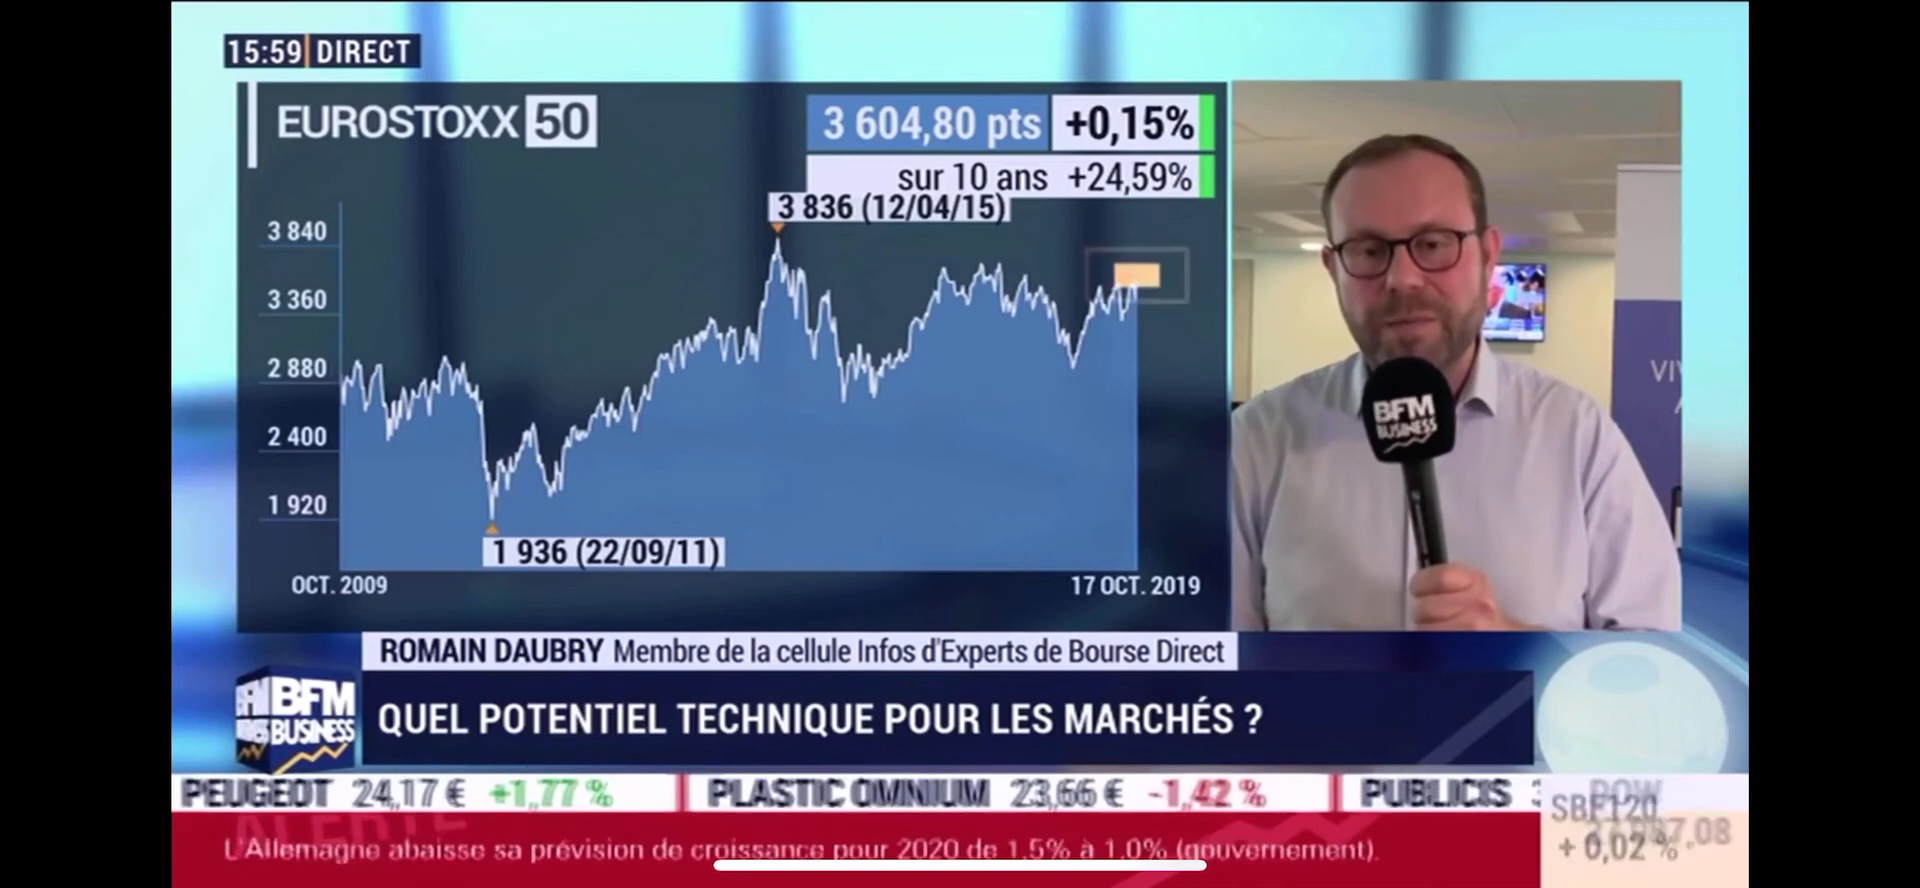 15:59 DIRECT
EUROSTOXX 50
3 604,80 pts +0,15%
sur 10 ans +24,59%
3 836 (12/04/15)
3 840
3 360
2 880
2 400
1 920
1 936 (22/09/11)
OCT. 2009
17 OCT. 2019
BFM
BUSINESS
ROMAIN DAUBRY Membre de la cellule Infos d'Experts de Bourse Direct
BFM
BUSINESS
QUEL POTENTIEL TECHNIQUE POUR LES MARCHÉS ?
PEUGEOT 24,17 € +1,77 % PLASTIC OMNIUM 23,66 € -1,42 % PUBLICIS
ALERTE
L'Allemagne abaisse sa prévision de croissance pour 2020 de 1,5% à 1,0% (gouvernement).
DOW
SBF120
+ 0,02 %